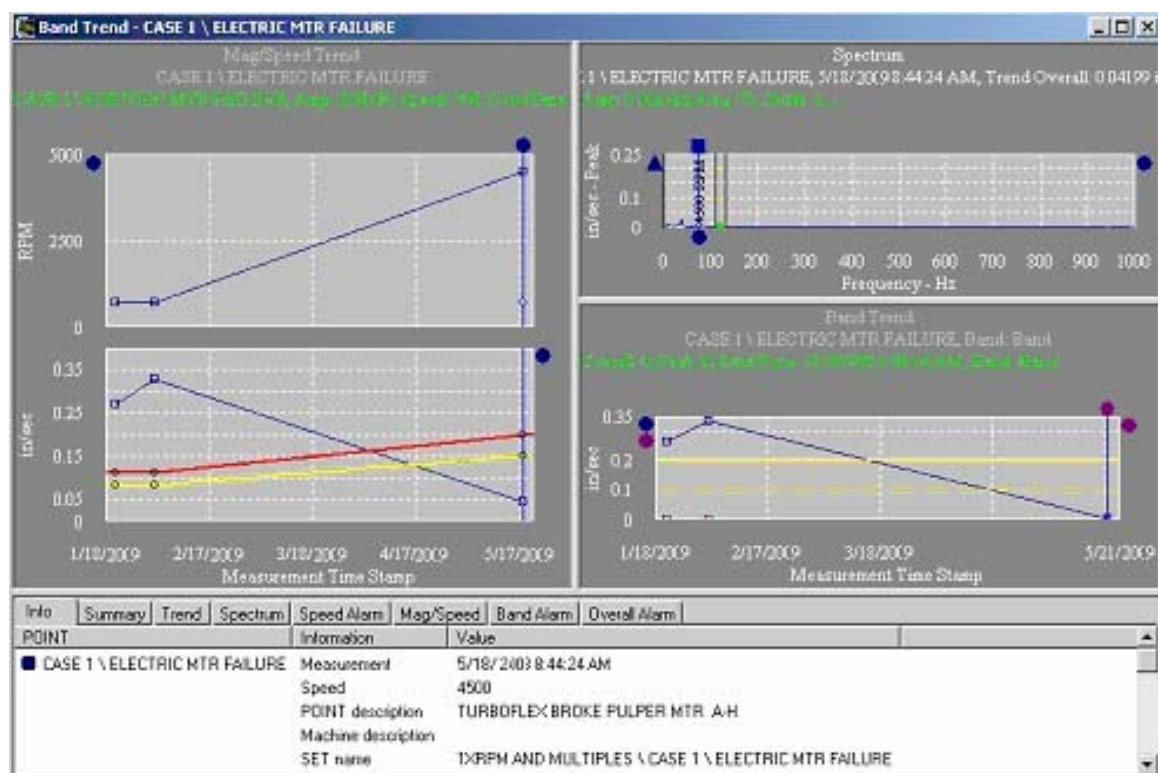 Band Trend - CASE 1 \ ELECTRIC MTR FAILURE
Mag/Speed Trend
CASE 1 \ ELECTRIC MTR FAILURE
5000
2500
0
RPM
0.35
0.25
0.15
0.05
0
in/sec
1/18/2009 2/17/2009 3/18/2009 4/17/2009 5/17/2009
Measurement Time Stamp
Spectrum
1 \ ELECTRIC MTR FAILURE, 5/18/2009 8:44:24 AM, Trend Overall: 0.04199 i
0.25
0.1
0
in/sec - Peak
4500 RPM
0 100 200 300 400 500 600 700 800 900 1000
Frequency - Hz
Band Trend
CASE 1 \ ELECTRIC MTR FAILURE, Band: Band
0.35
0.2
0.1
0
in/sec
1/18/2009 2/17/2009 3/18/2009 5/21/2009
Measurement Time Stamp
Info Summary Trend Spectrum Speed Alarm Mag/Speed Band Alarm Overall Alarm
POINT Information Value
CASE 1 \ ELECTRIC MTR FAILURE Measurement 8:44:24 AM
Speed 4500
POINT description TURBOFLEX BROKE PULPER MTR A-H
Machine description
SET name 1XRPM AND MULTIPLES \ CASE 1 \ ELECTRIC MTR FAILURE